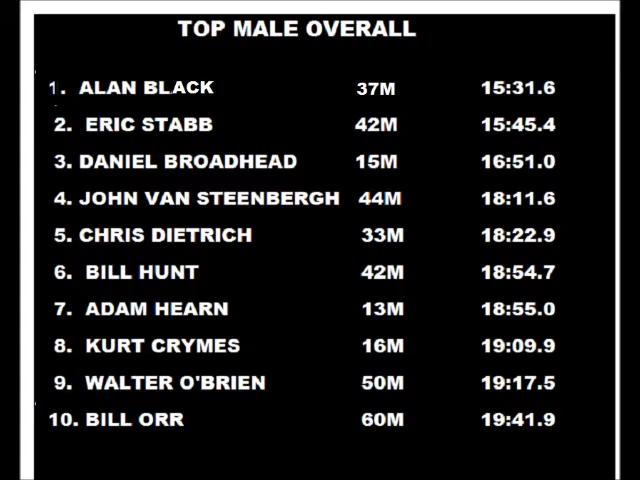 TOP MALE OVERALL
1. ALAN BLACK 37M 15:31.6
2. ERIC STABB 42M 15:45.4
3. DANIEL BROADHEAD 15M 16:51.0
4. JOHN VAN STEENBERGH 44M 18:11.6
5. CHRIS DIETRICH 33M 18:22.9
6. BILL HUNT 42M 18:54.7
7. ADAM HEARN 13M 18:55.0
8. KURT CRYMES 16M 19:09.9
9. WALTER O'BRIEN 50M 19:17.5
10. BILL ORR 60M 19:41.9